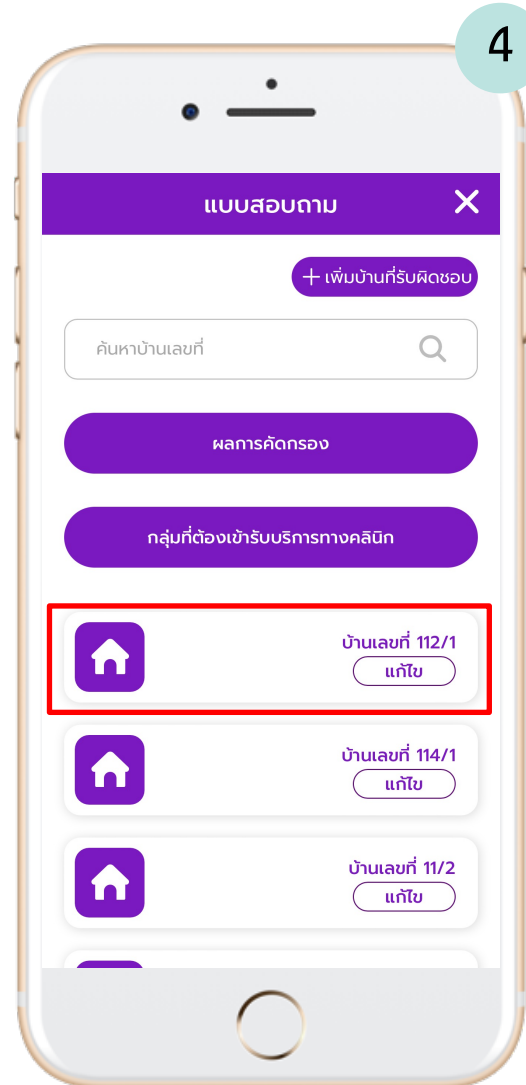 4
แบบสอบถาม
+ เพิ่มบ้านที่รับผิดชอบ
ค้นหาบ้านเลขที่
ผลการคัดกรอง
กลุ่มที่ต้องเข้ารับบริการทางคลินิก
บ้านเลขที่ 112/1
แก้ไข
บ้านเลขที่ 114/1
แก้ไข
บ้านเลขที่ 11/2
แก้ไข